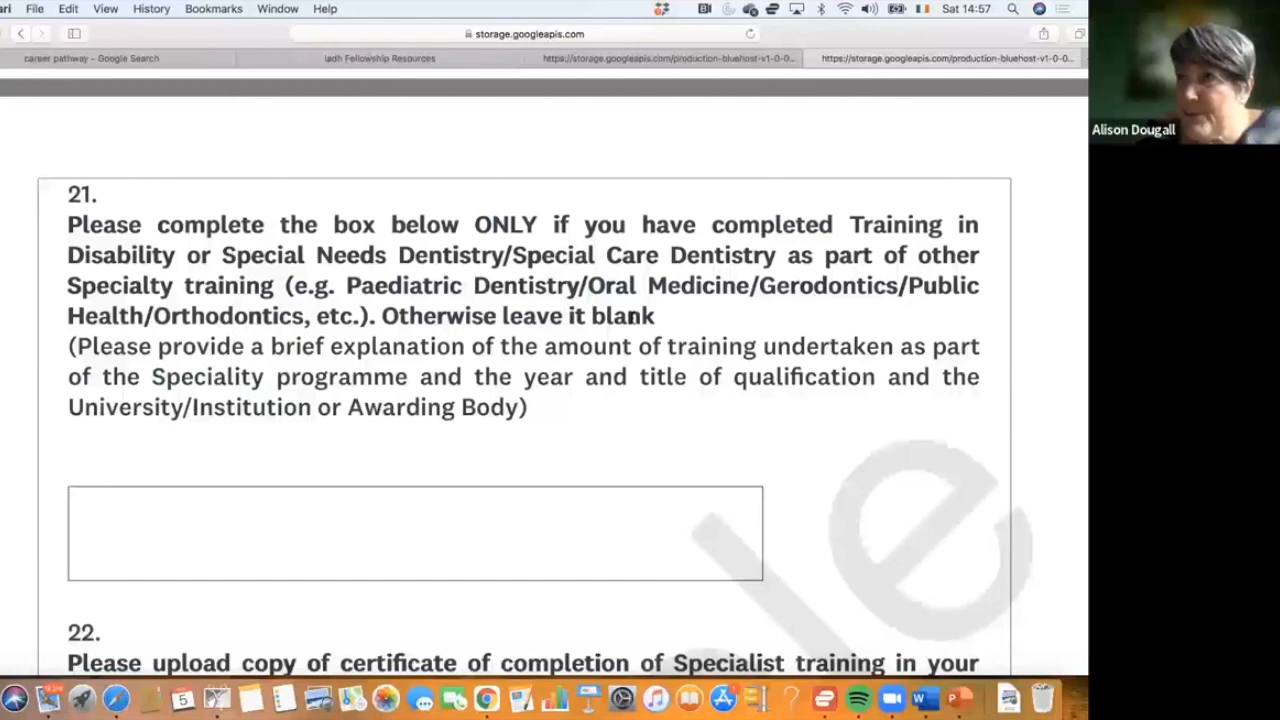 ari File Edit View History Bookmarks Window Help Sat 14:57
storage.googleapis.com
career pathway - Google Search
iadh Fellowship Resources
https://storage.googleapis.com/production-bluehost-v1-0-0...
https://storage.googleapis.com/production-bluehost-v1-0-0...
Alison Dougall
21.
Please complete the box below ONLY if you have completed Training in
Disability or Special Needs Dentistry/Special Care Dentistry as part of other
Specialty training (e.g. Paediatric Dentistry/Oral Medicine/Gerodontics/Public
Health/Orthodontics, etc.). Otherwise leave it blank
(Please provide a brief explanation of the amount of training undertaken as part
of the Speciality programme and the year and title of qualification and the
University/Institution or Awarding Body)
22.
Please upload copy of certificate of completion of Specialist training in your